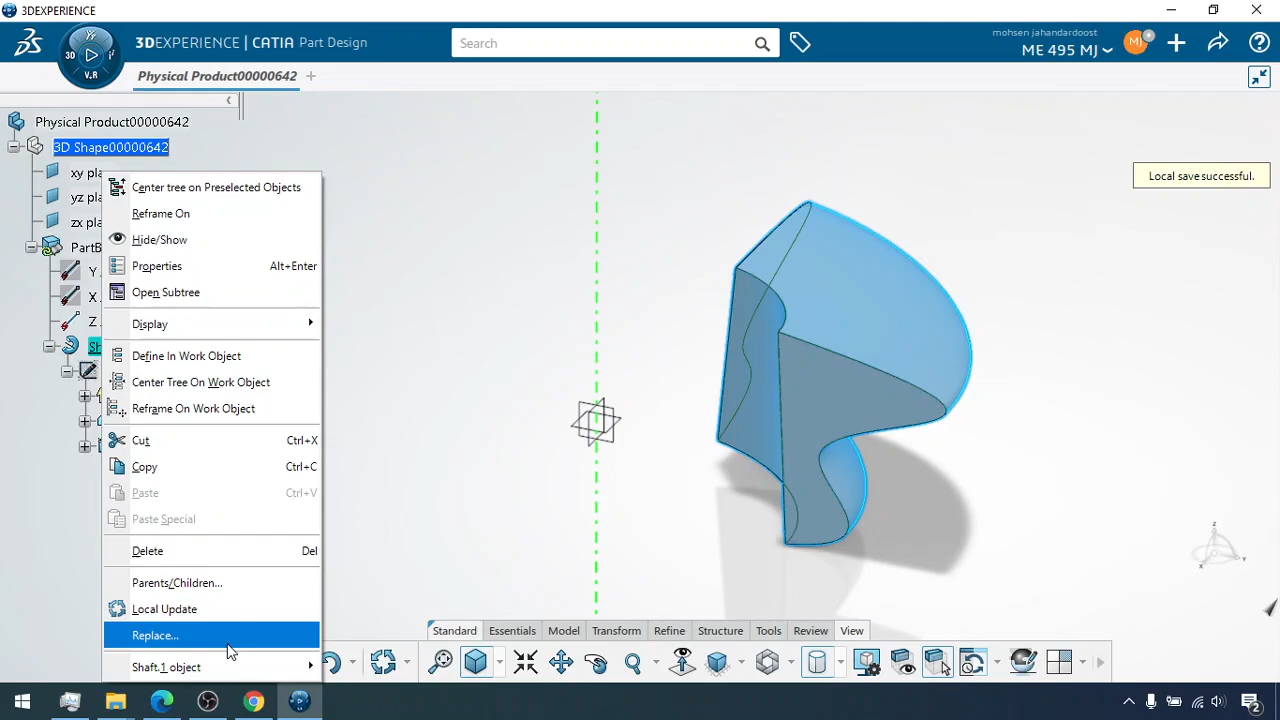 3DEXPERIENCE
3DEXPERIENCE | CATIA Part Design
Search
mohsen jahandardoost
ME 495 MJ
MJ
3D
V.R
Physical Product00000642
Physical Product00000642
3D Shape00000642
Local save successful.
xy pla
yz pla
zx pla
PartB
Y
X
Z
Sh
Center tree on Preselected Objects
Reframe On
Hide/Show
Properties Alt+Enter
Open Subtree
Display
Define In Work Object
Center Tree On Work Object
Reframe On Work Object
Cut Ctrl+X
Copy Ctrl+C
Paste Ctrl+V
Paste Special
Delete Del
Parents/Children...
Local Update
Replace...
Shaft.1 object
Z
X
Y
Standard Essentials Model Transform Refine Structure Tools Review View
2